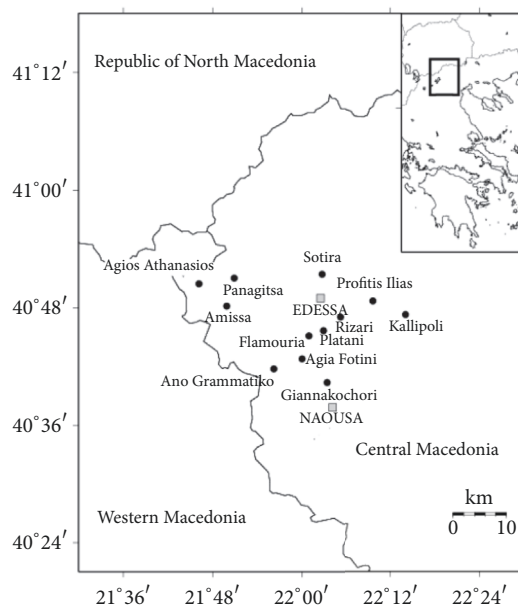 Republic of North Macedonia
41°12′
41°00′
40°48′
40°36′
40°24′
Agios Athanasios
Panagitsa
Amissa
Sotira
EDESSA
Profitis Ilias
Rizari
Kallipoli
Flamouria
Platani
Agia Fotini
Ano Grammatiko
Giannakochori
NAOUSA
Central Macedonia
Western Macedonia
km
0 10
21°36′ 21°48′ 22°00′ 22°12′ 22°24′